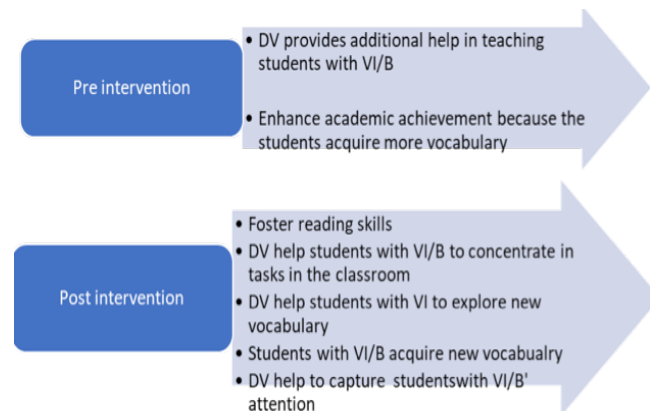 Pre intervention
• DV provides additional help in teaching
students with VI/B
• Enhance academic achievement because the
students acquire more vocabulary
Post intervention
• Foster reading skills
• DV help students with VI/B to concentrate in
tasks in the classroom
• DV help students with VI to explore new
vocabulary
• Students with VI/B acquire new vocabualry
• DV help to capture studentswith VI/B'
attention